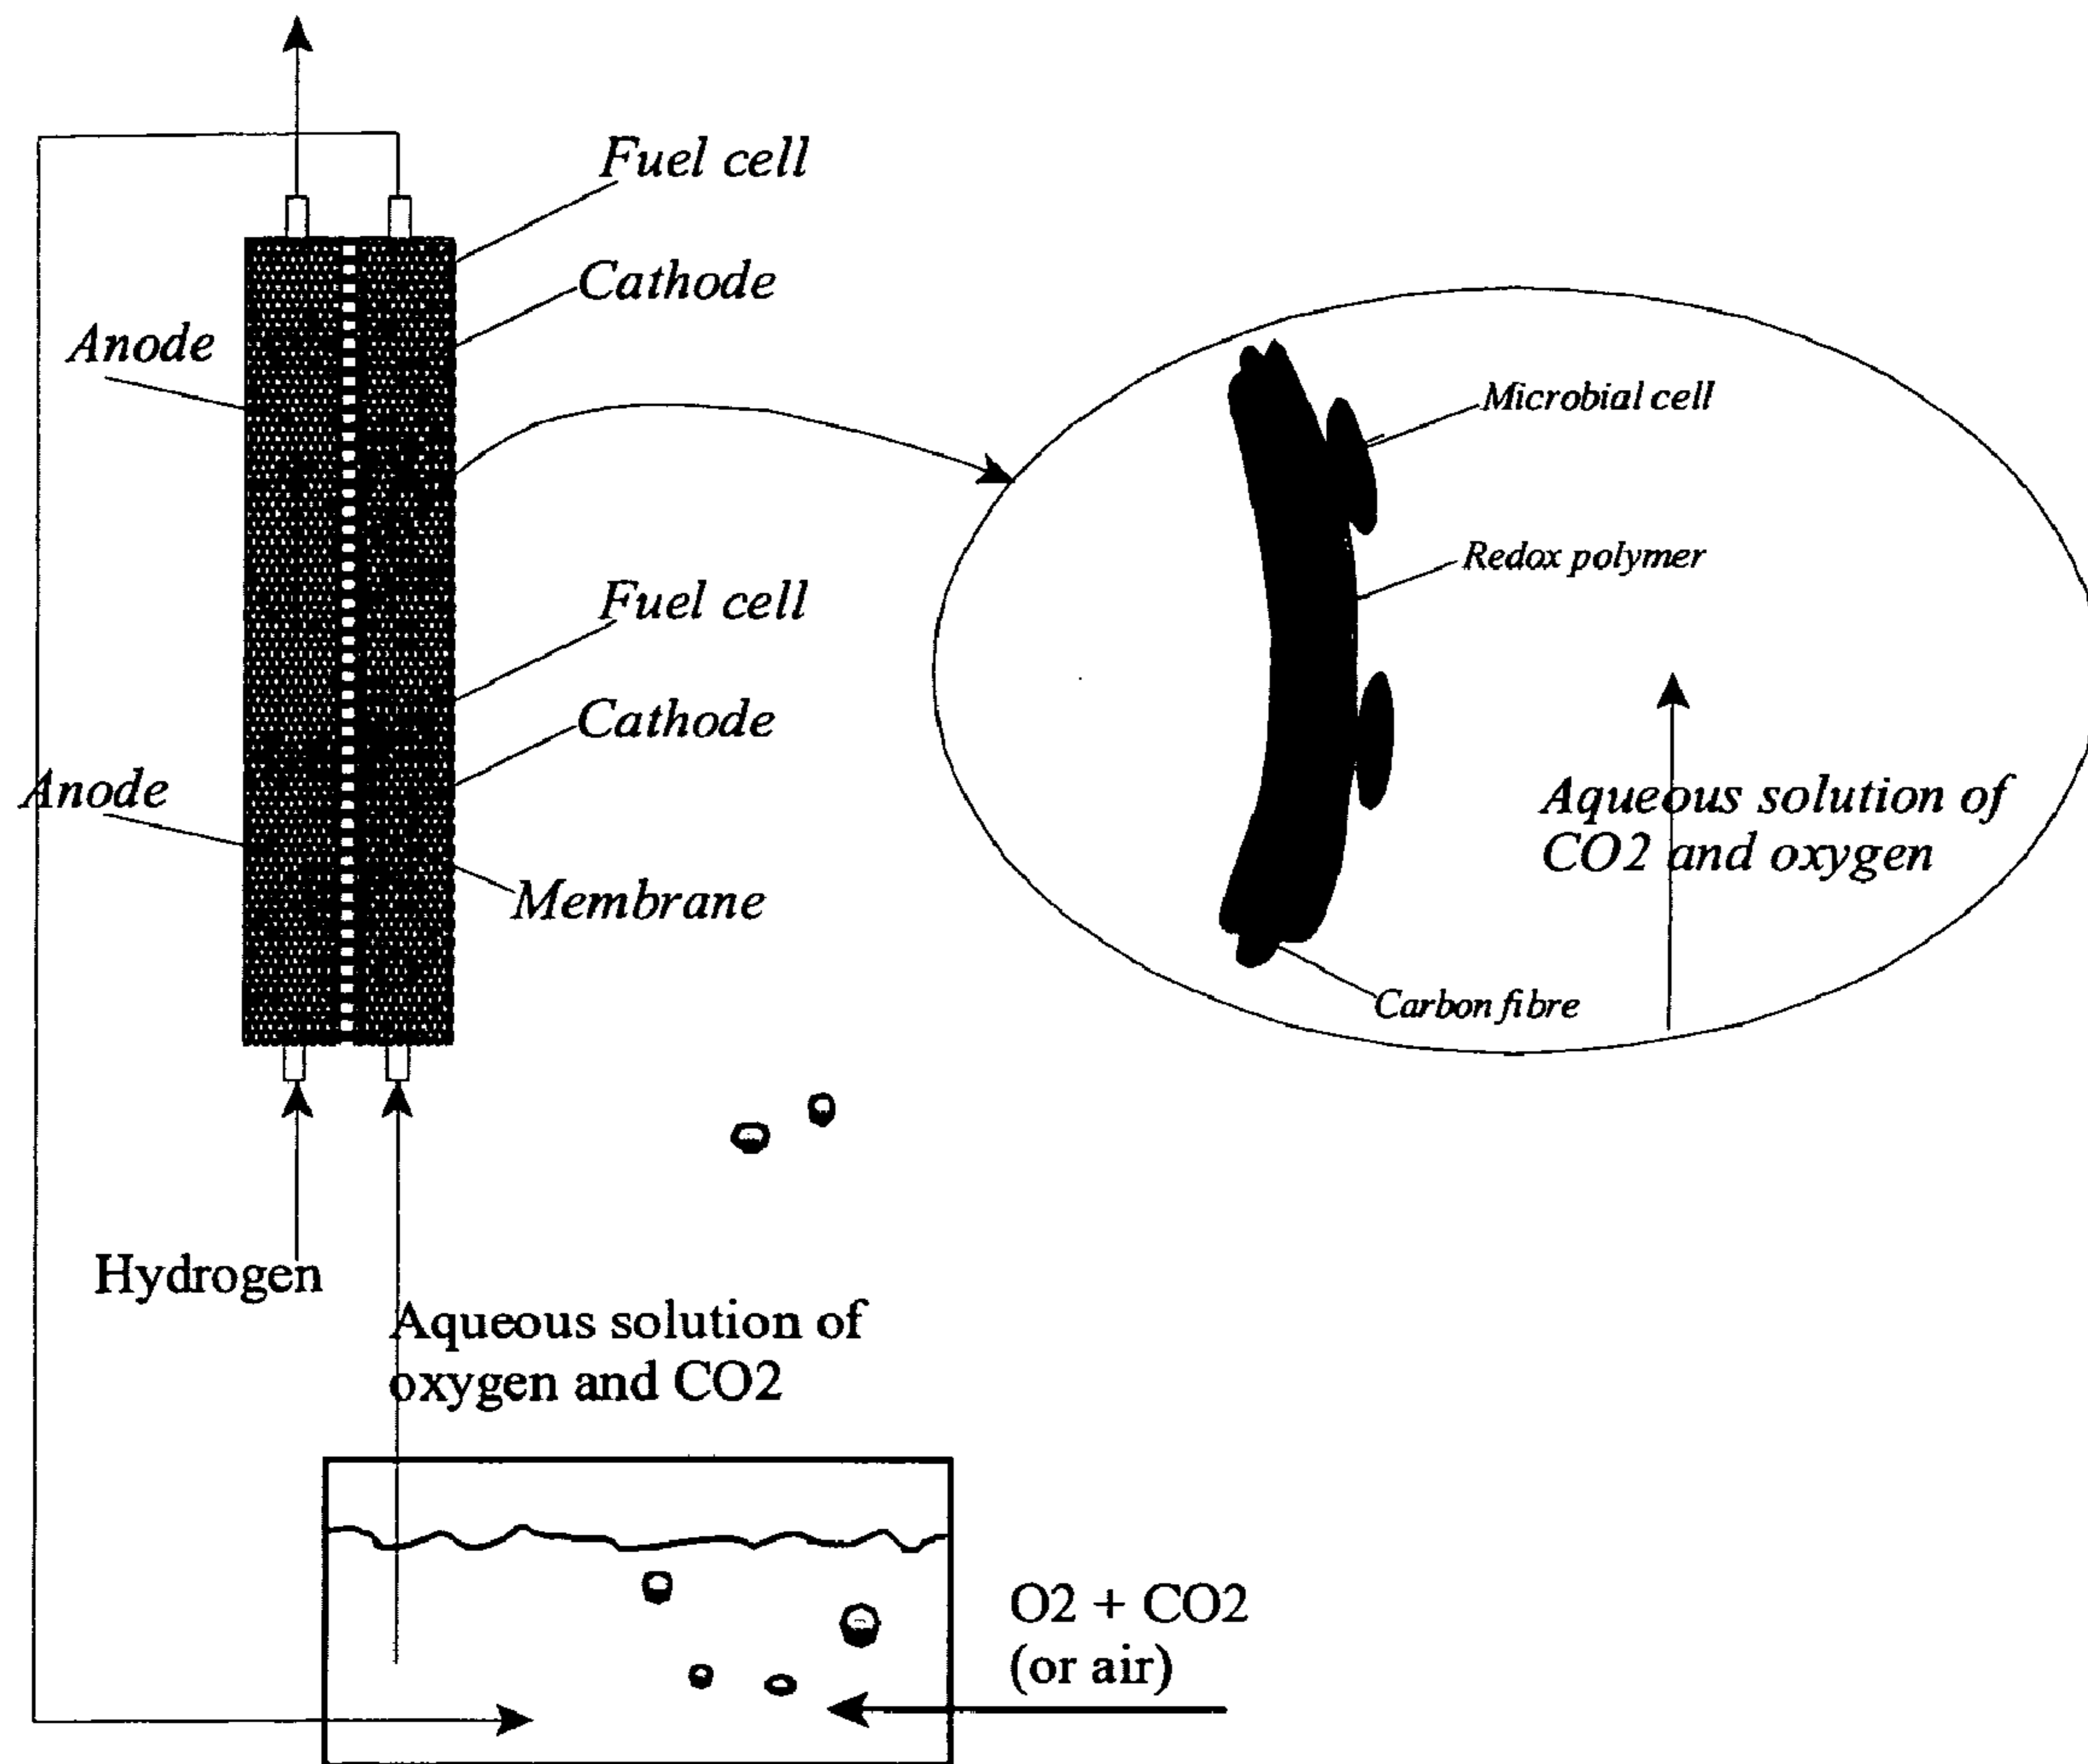 Fuel cell
Cathode
Anode
Microbial cell
Redox polymer
Fuel cell
Cathode
Anode
Aqueous solution of
CO2 and oxygen
Membrane
Carbon fibre
Hydrogen
Aqueous solution of
oxygen and CO2
O2 + CO2
(or air)